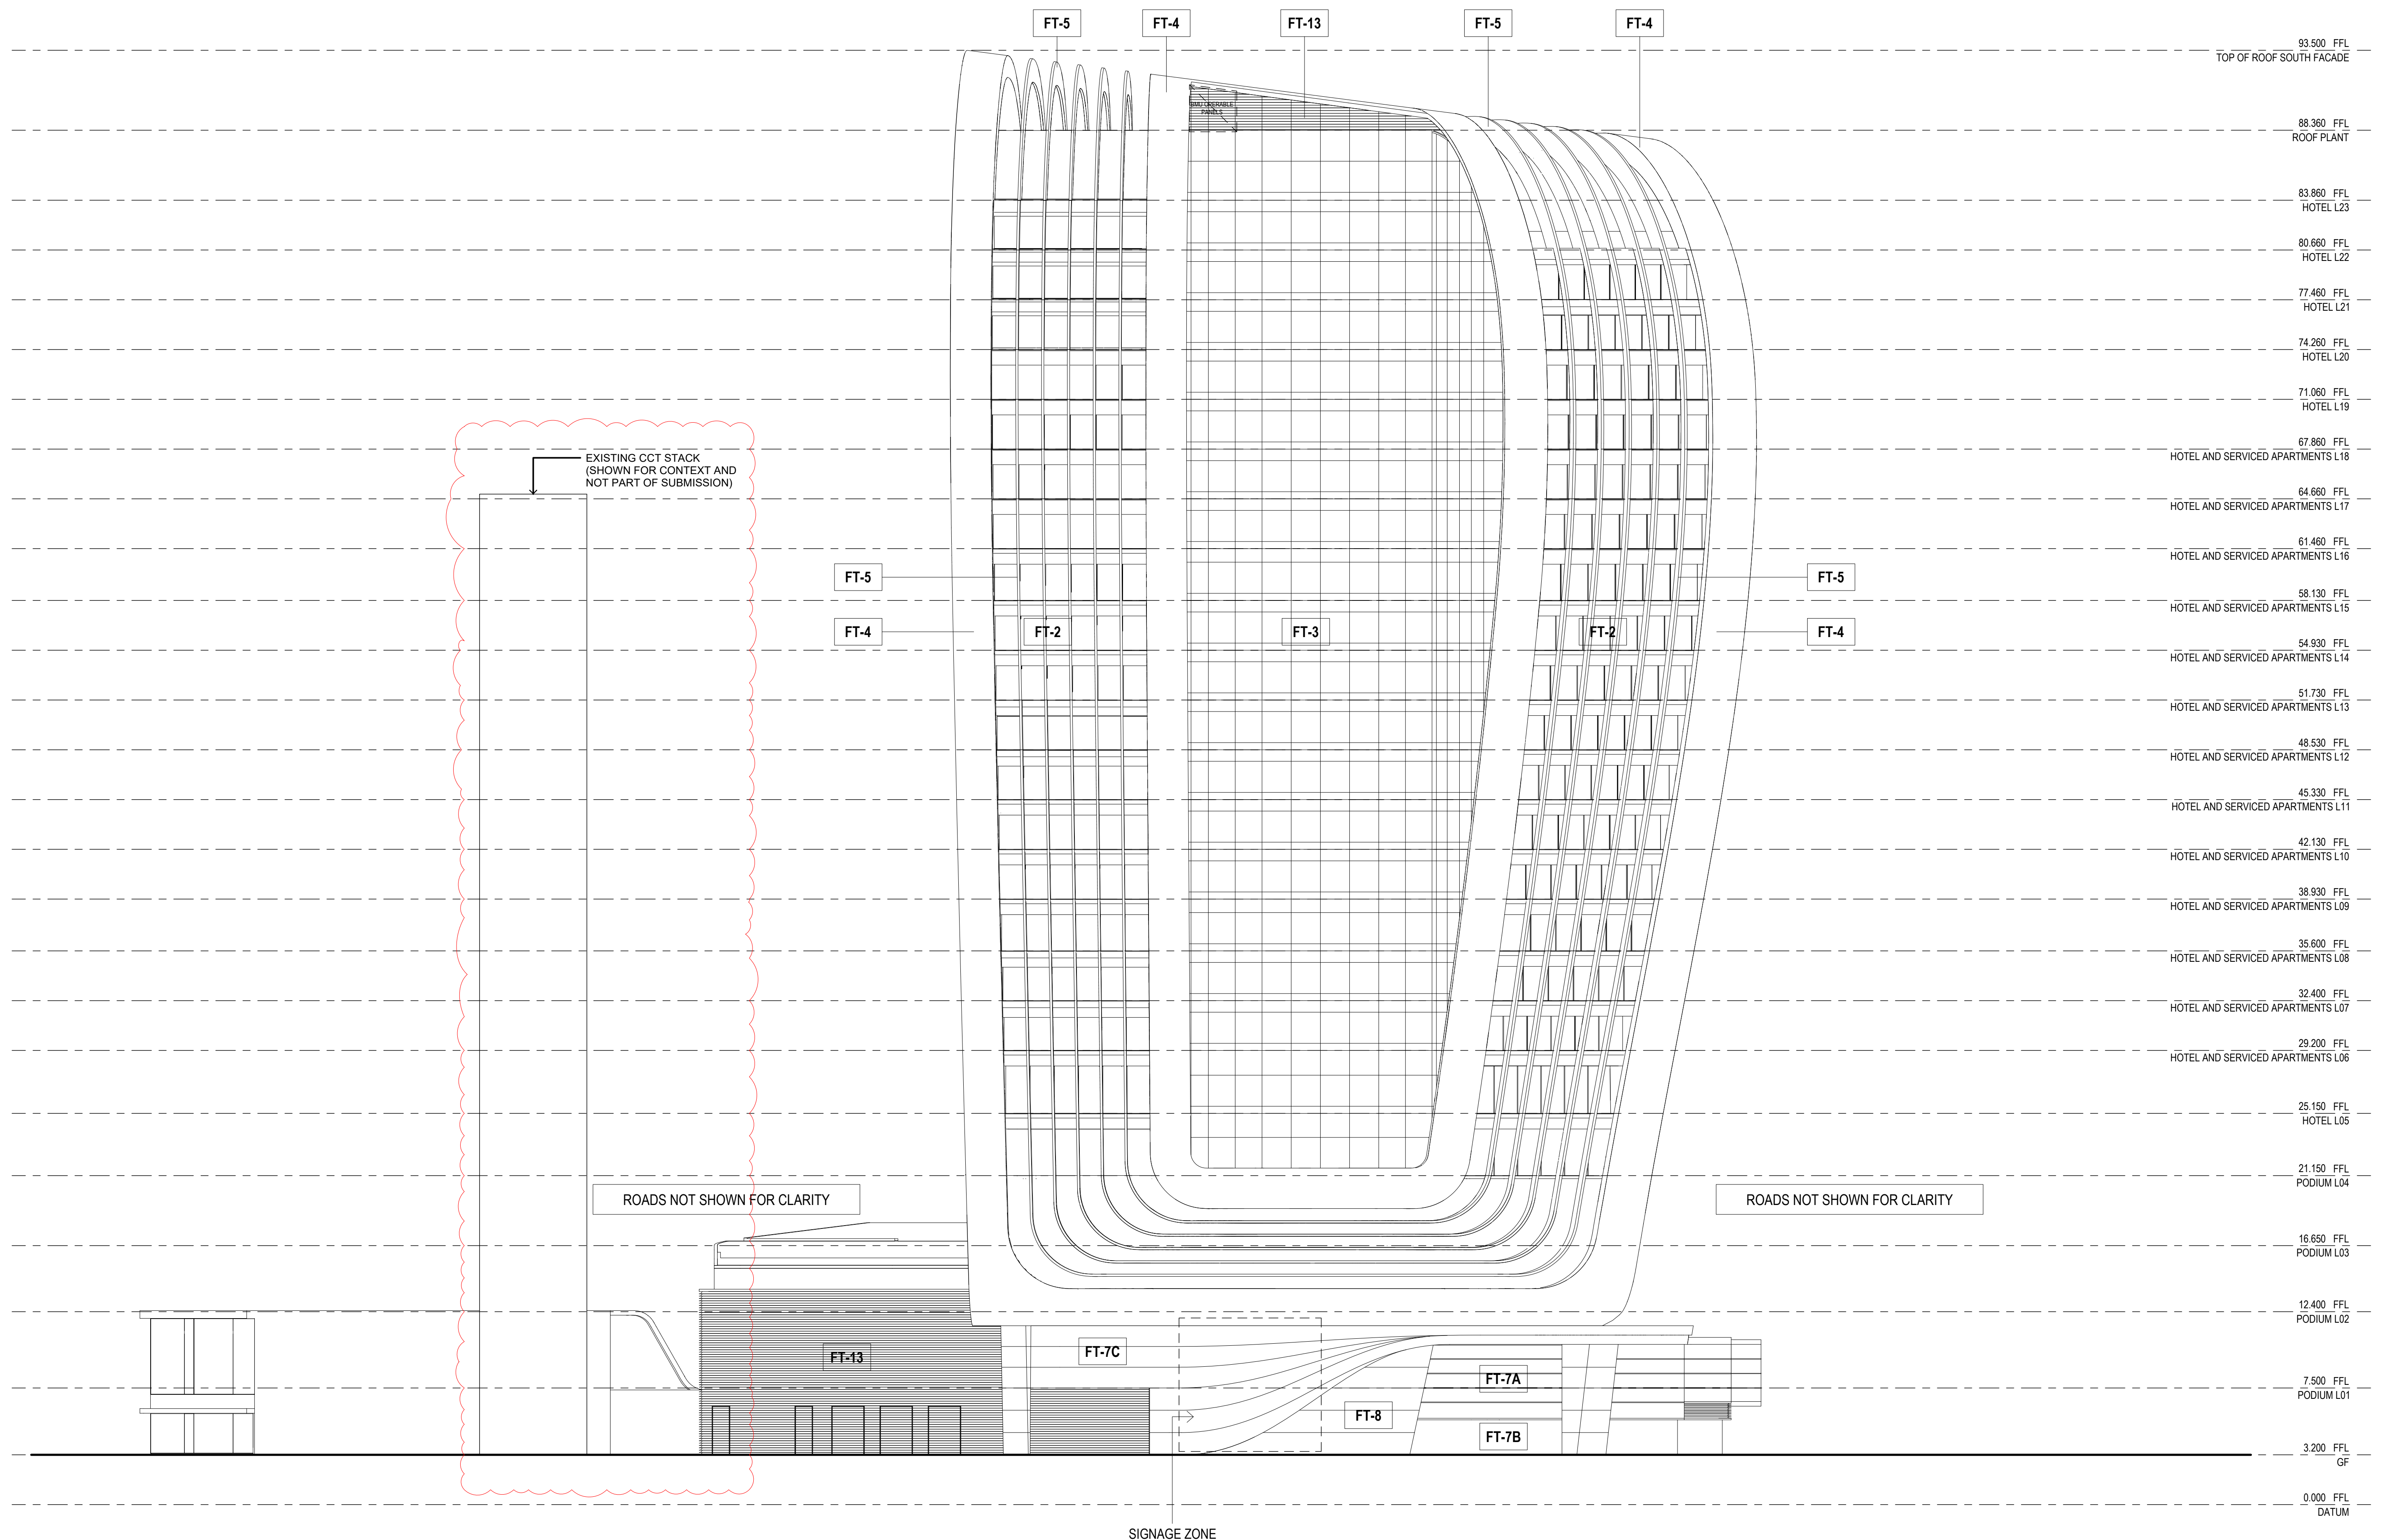 FT-5
FT-4
FT-13
FT-5
FT-4
93.500 FFL
TOP OF ROOF SOUTH FACADE
BMU OPERABLE
PANELS
88.360 FFL
ROOF PLANT
83.860 FFL
HOTEL L23
80.660 FFL
HOTEL L22
77.460 FFL
HOTEL L21
74.260 FFL
HOTEL L20
71.060 FFL
HOTEL L19
EXISTING CCT STACK
(SHOWN FOR CONTEXT AND
NOT PART OF SUBMISSION)
67.860 FFL
HOTEL AND SERVICED APARTMENTS L18
64.660 FFL
HOTEL AND SERVICED APARTMENTS L17
61.460 FFL
HOTEL AND SERVICED APARTMENTS L16
FT-5
FT-5
58.130 FFL
HOTEL AND SERVICED APARTMENTS L15
FT-4
FT-2
FT-3
FT-2
FT-4
54.930 FFL
HOTEL AND SERVICED APARTMENTS L14
51.730 FFL
HOTEL AND SERVICED APARTMENTS L13
48.530 FFL
HOTEL AND SERVICED APARTMENTS L12
45.330 FFL
HOTEL AND SERVICED APARTMENTS L11
42.130 FFL
HOTEL AND SERVICED APARTMENTS L10
38.930 FFL
HOTEL AND SERVICED APARTMENTS L09
35.600 FFL
HOTEL AND SERVICED APARTMENTS L08
32.400 FFL
HOTEL AND SERVICED APARTMENTS L07
29.200 FFL
HOTEL AND SERVICED APARTMENTS L06
25.150 FFL
HOTEL L05
21.150 FFL
PODIUM L04
ROADS NOT SHOWN FOR CLARITY
ROADS NOT SHOWN FOR CLARITY
16.650 FFL
PODIUM L03
12.400 FFL
PODIUM L02
FT-13
FT-7C
FT-7A
7.500 FFL
PODIUM L01
FT-8
FT-7B
3.200 FFL
GF
0.000 FFL
DATUM
SIGNAGE ZONE